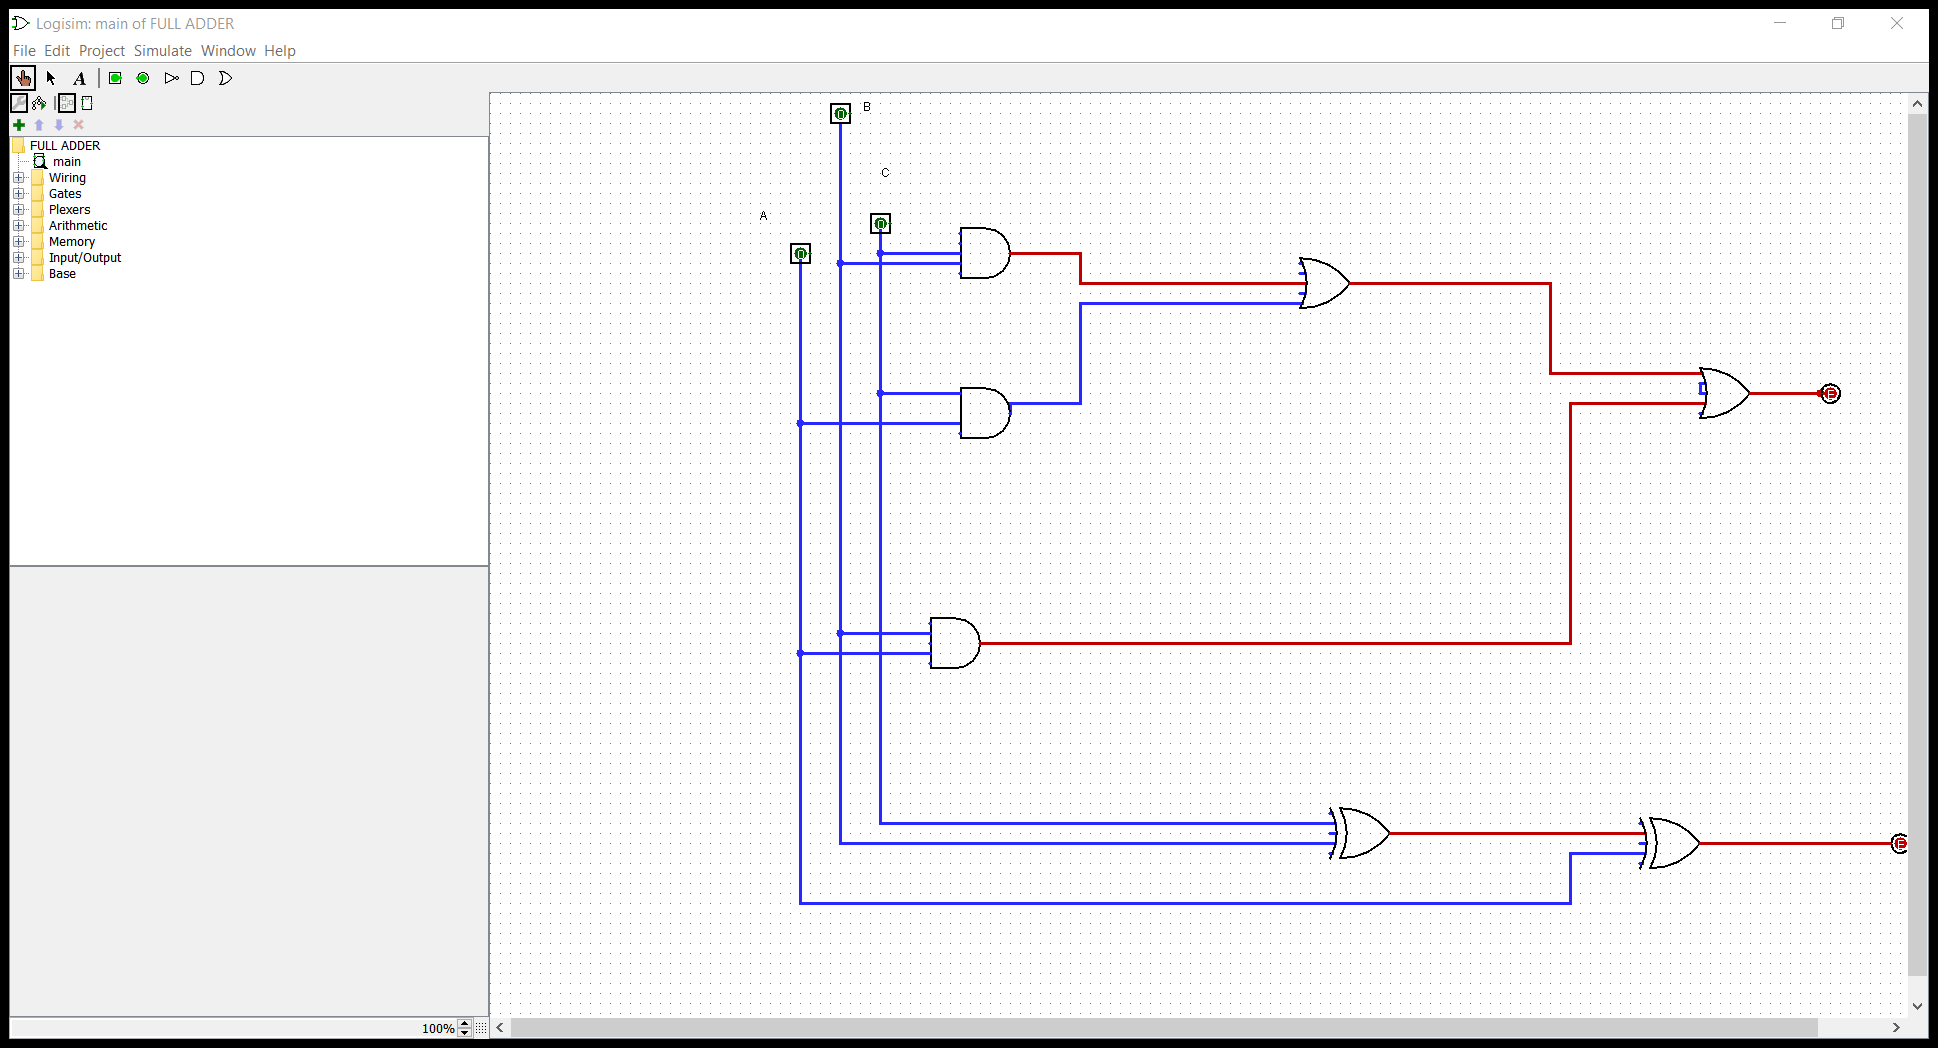 Logisim: main of FULL ADDER
File Edit Project Simulate Window Help
A
FULL ADDER
main
Wiring
Gates
Plexers
Arithmetic
Memory
Input/Output
Base
100%
B
C
A
E
E